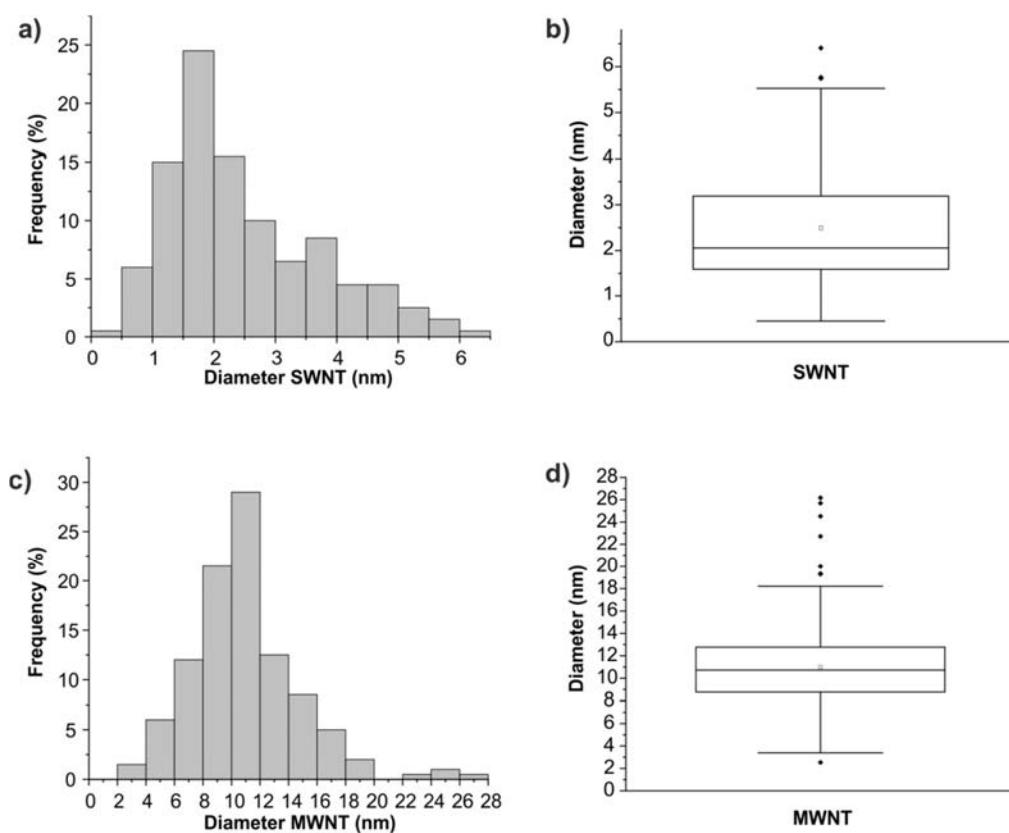 a)
25
20
15
10
5
0
Frequency (%)
0 1 2 3 4 5 6
Diameter SWNT (nm)
b)
6
5
4
3
2
1
0
Diameter (nm)
SWNT
c)
30
25
20
15
10
5
0
Frequency (%)
0 2 4 6 8 10 12 14 16 18 20 22 24 26 28
Diameter MWNT (nm)
d)
28
26
24
22
20
18
16
14
12
10
8
6
4
2
0
Diameter (nm)
MWNT